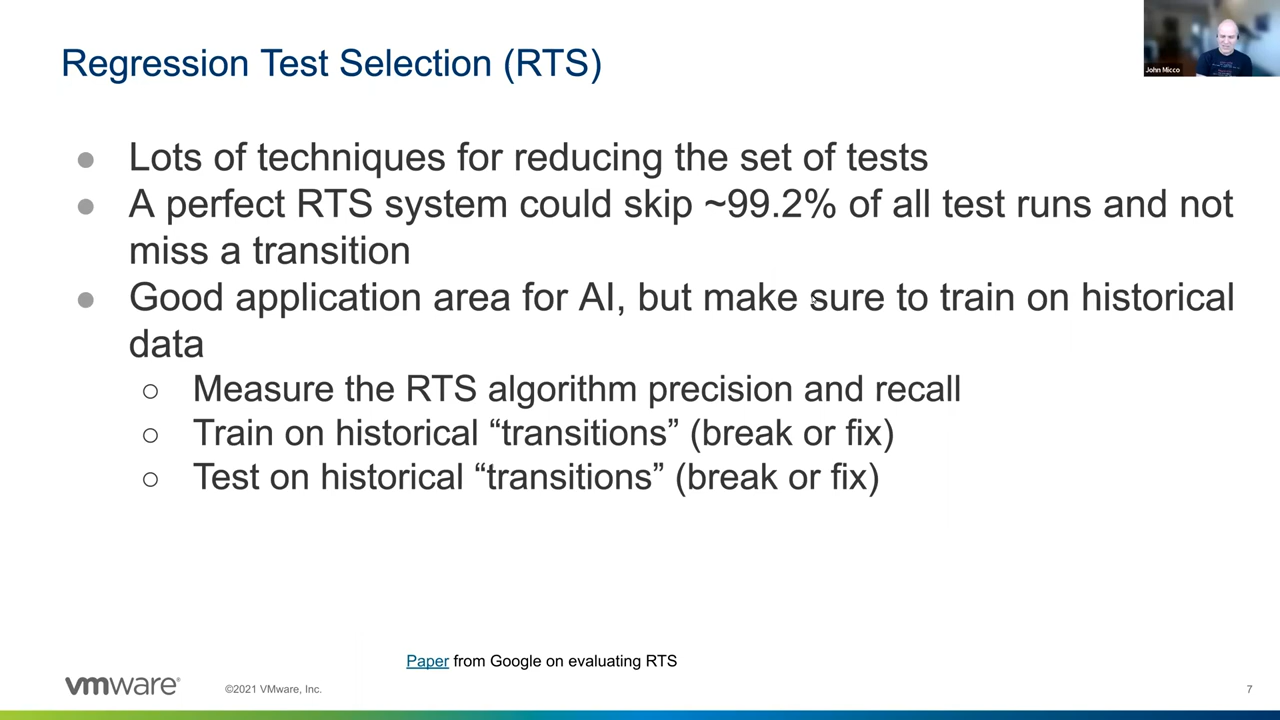 Regression Test Selection (RTS)
John Micco
● Lots of techniques for reducing the set of tests
● A perfect RTS system could skip ~99.2% of all test runs and not
miss a transition
● Good application area for AI, but make sure to train on historical
data
○ Measure the RTS algorithm precision and recall
○ Train on historical “transitions” (break or fix)
○ Test on historical “transitions” (break or fix)
Paper from Google on evaluating RTS
vmware®
©2021 VMware, Inc.
7